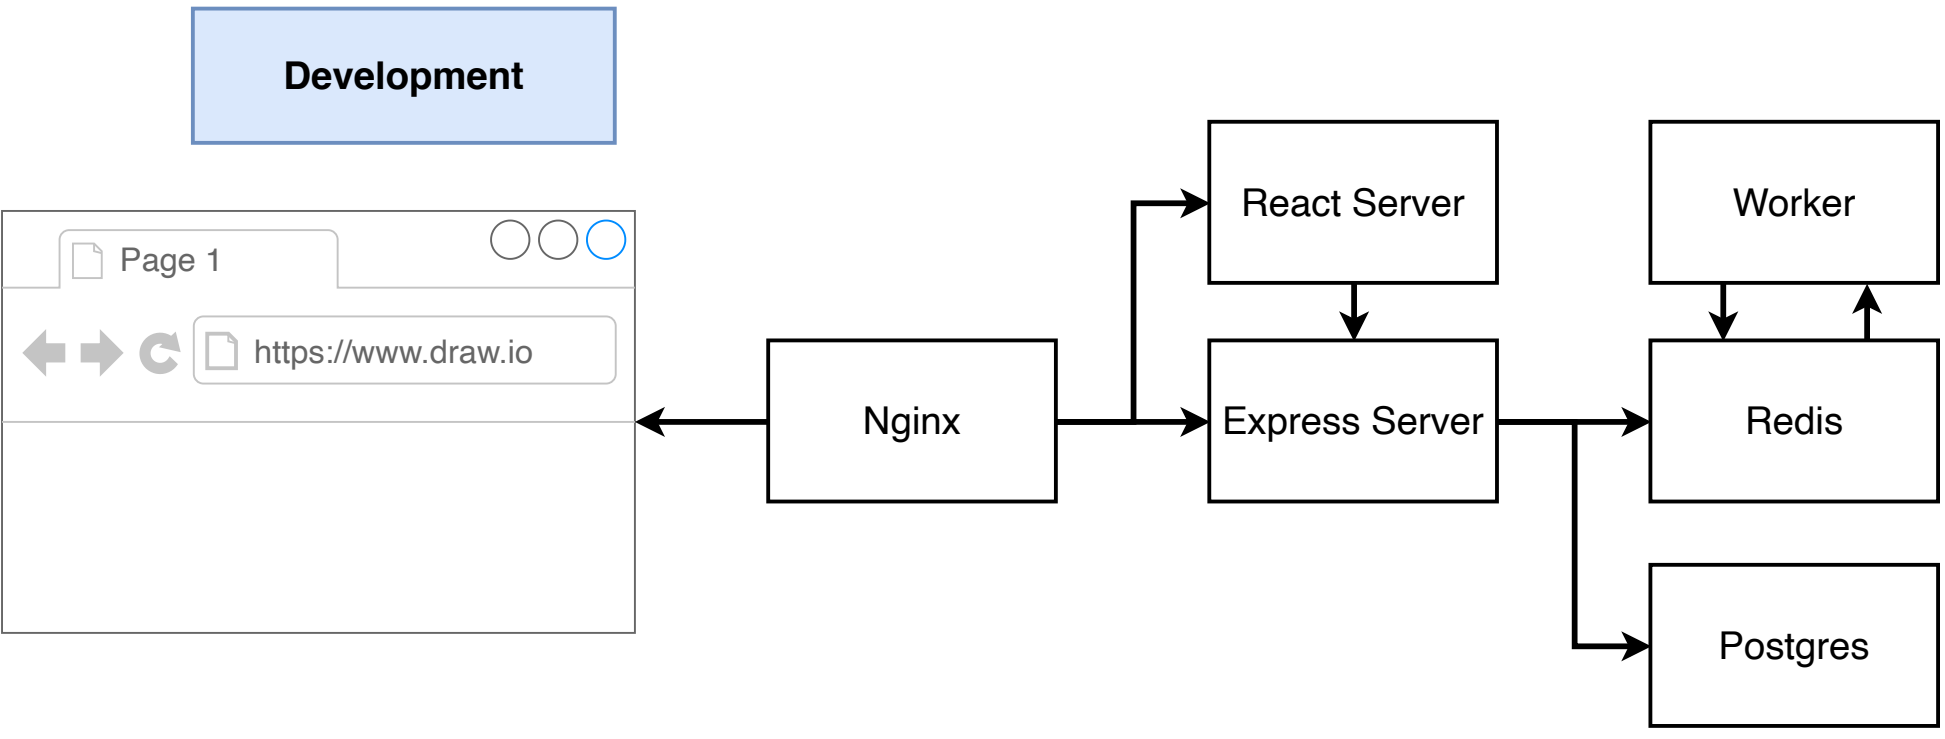 Development
Page 1
https://www.draw.io
Nginx
React Server
Express Server
Worker
Redis
Postgres